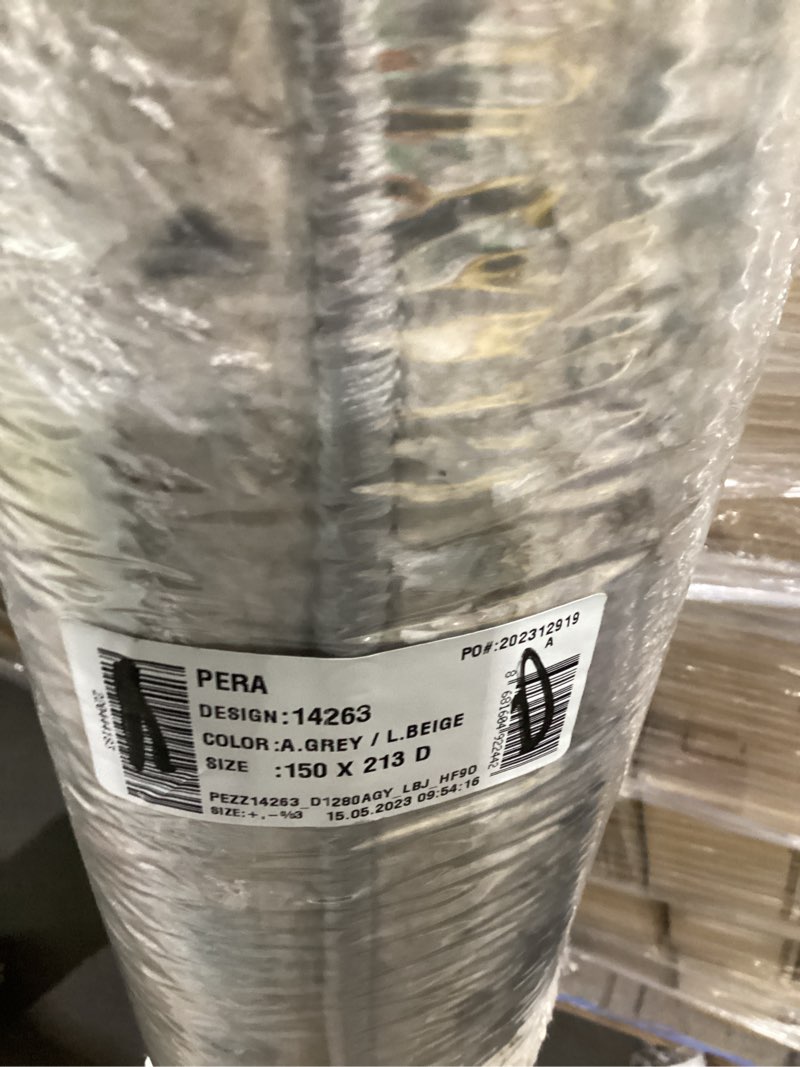 PO#:202312919
A
PERA
DESIGN:14263
COLOR:A.GREY / L.BEIGE
SIZE :150 X 213 D
PEZZ14263_D1280AGY_LBJ_HF90
SIZE:+,-%3 15.05.2023 09:54:16